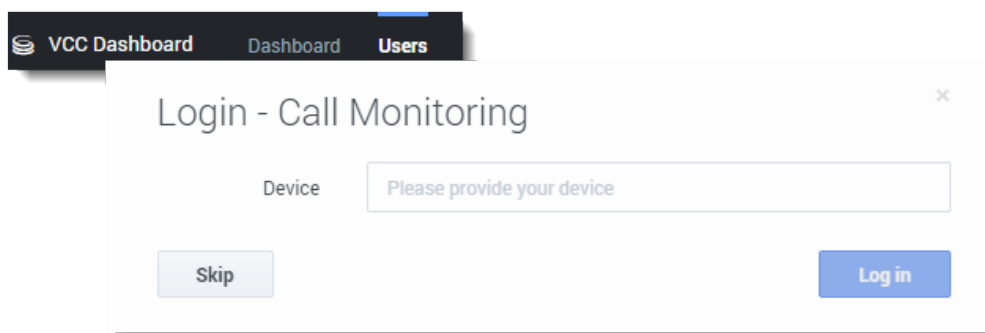 VCC Dashboard Dashboard Users
Login - Call Monitoring
×
Device Please provide your device
Skip Log in